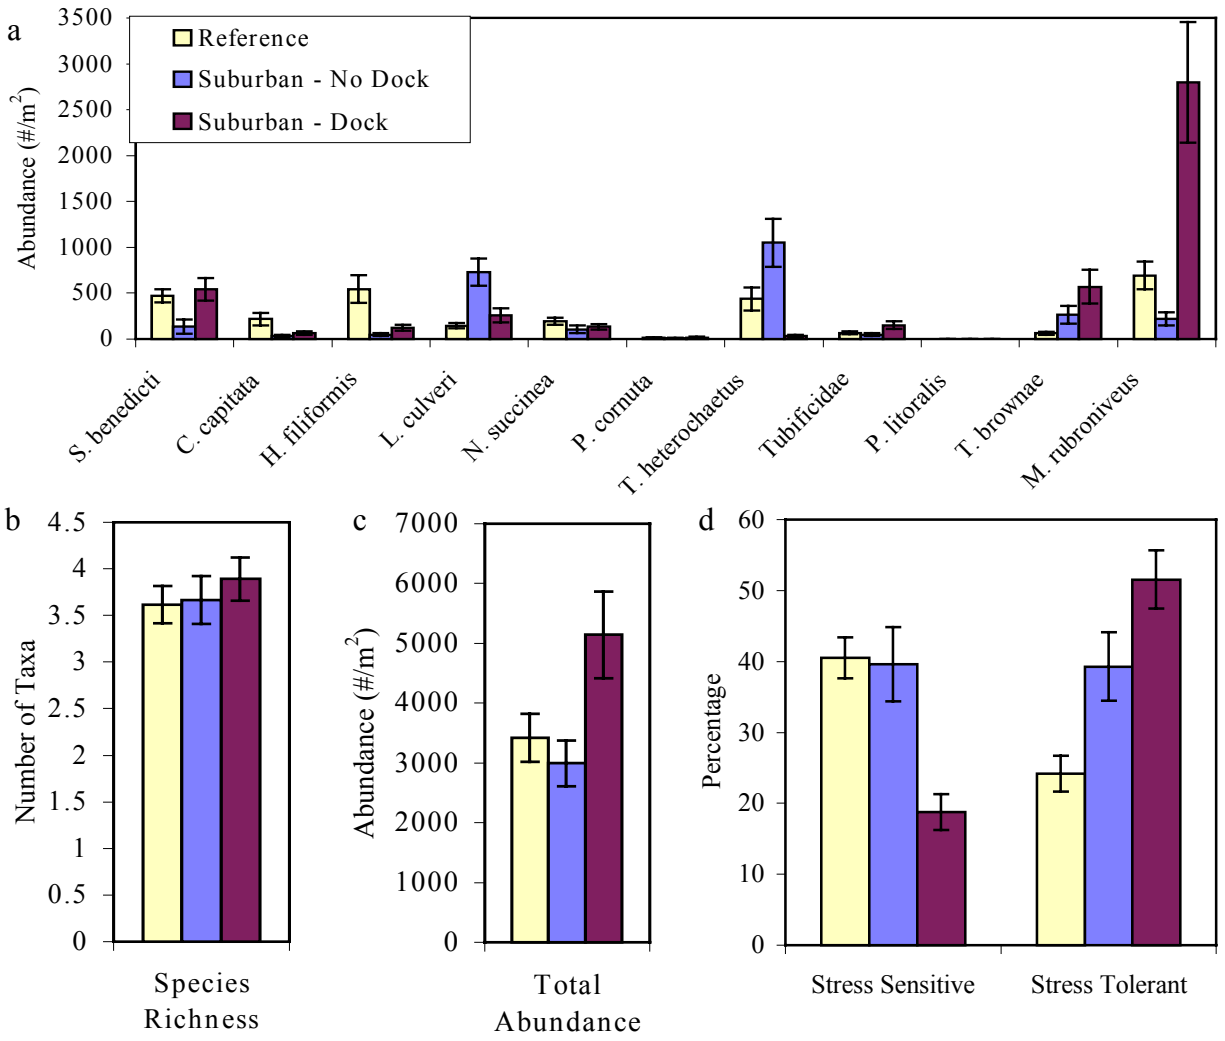 a
3500
3000
2500
2000
1500
1000
500
0
Abundance (#/m²)
Reference
Suburban - No Dock
Suburban - Dock
S. benedicti
C. capitata
H. filiformis
L. culveri
N. succinea
P. cornuta
T. heterochaetus
Tubificidae
P. litoralis
T. brownae
M. rubroniveus
b
4.5
4
3.5
3
2.5
2
1.5
1
0.5
0
Number of Taxa
Species
Richness
c
7000
6000
5000
4000
3000
2000
1000
0
Abundance (#/m²)
Total
Abundance
d
60
50
40
30
20
10
0
Percentage
Stress Sensitive
Stress Tolerant